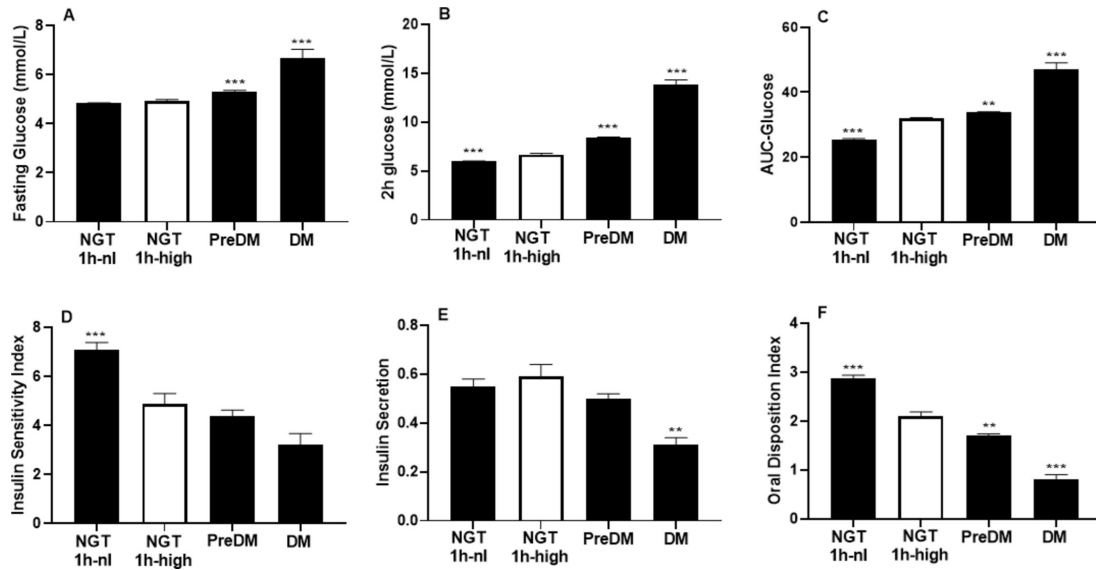 A
Fasting Glucose (mmol/L)
8
6
4
2
0
***
***
NGT
1h-nl
NGT
1h-high
PreDM
DM
B
2h glucose (mmol/L)
20
15
10
5
0
***
***
***
NGT
1h-nl
NGT
1h-high
PreDM
DM
C
AUC-Glucose
60
40
20
0
***
**
***
NGT
1h-nl
NGT
1h-high
PreDM
DM
D
Insulin Sensitivity Index
8
6
4
2
0
***
NGT
1h-nl
NGT
1h-high
PreDM
DM
E
Insulin Secretion
0.8
0.6
0.4
0.2
0.0
**
NGT
1h-nl
NGT
1h-high
PreDM
DM
F
Oral Disposition Index
4
3
2
1
0
***
**
***
NGT
1h-nl
NGT
1h-high
PreDM
DM